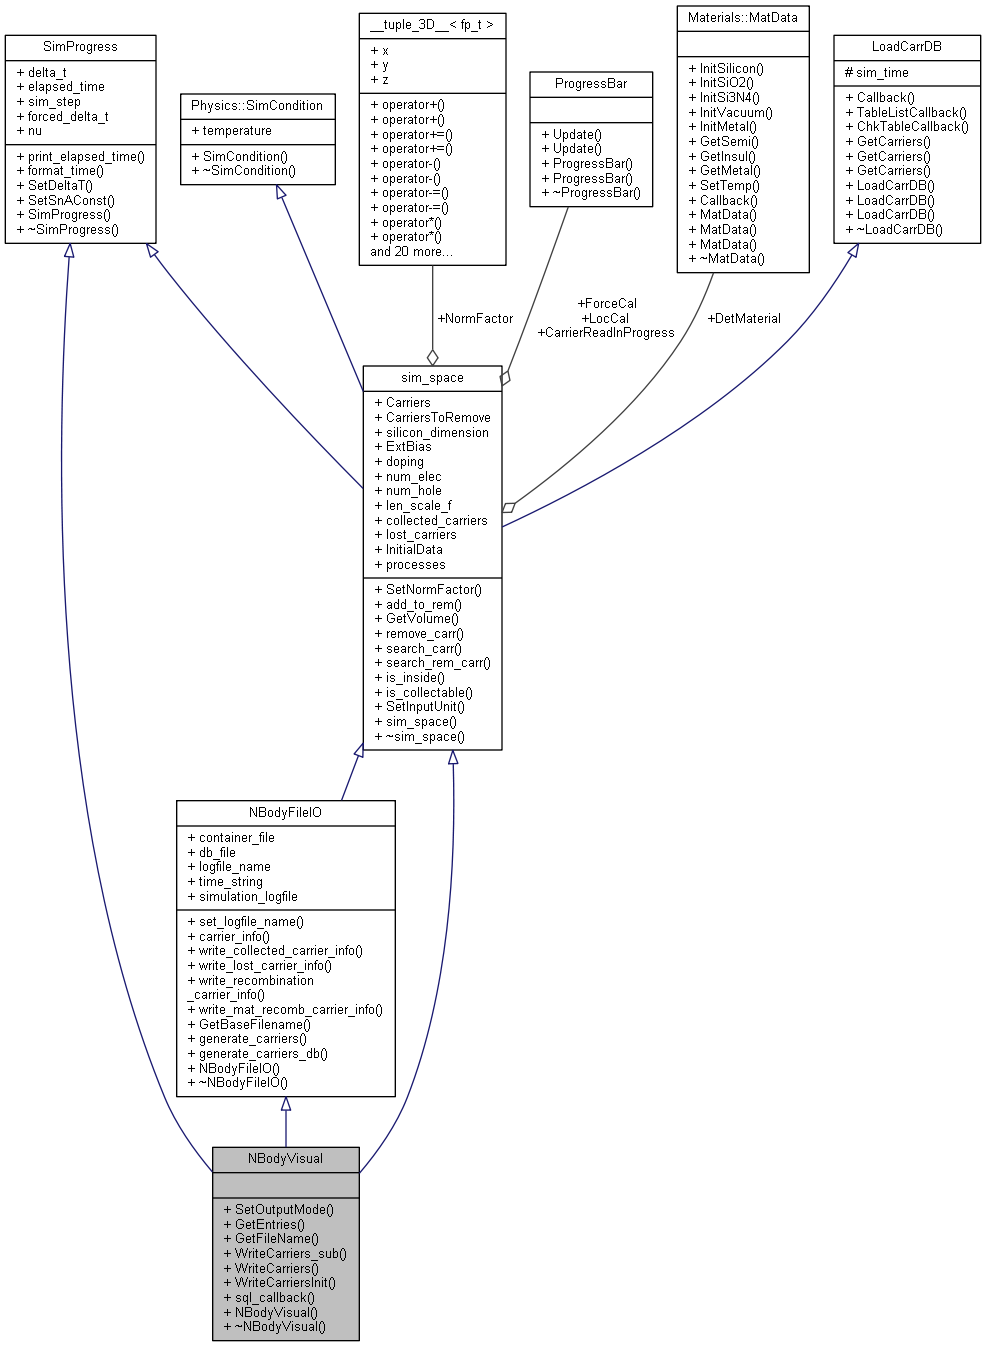 SimProgress
+ delta_t
+ elapsed_time
+ sim_step
+ forced_delta_t
+ nu
+ print_elapsed_time()
+ format_time()
+ SetDeltaT()
+ SetSnAConst()
+ SimProgress()
+ ~SimProgress()
Physics::SimCondition
+ temperature
+ SimCondition()
+ ~SimCondition()
__tuple_3D__< fp_t >
+ x
+ y
+ z
+ operator+()
+ operator+()
+ operator+=()
+ operator+=()
+ operator-()
+ operator-()
+ operator-=()
+ operator-=()
+ operator*()
+ operator*()
and 20 more...
ProgressBar
+ Update()
+ Update()
+ ProgressBar()
+ ProgressBar()
+ ~ProgressBar()
Materials::MatData
+ InitSilicon()
+ InitSiO2()
+ InitSi3N4()
+ InitVacuum()
+ InitMetal()
+ GetSemi()
+ GetInsul()
+ GetMetal()
+ SetTemp()
+ Callback()
+ MatData()
+ MatData()
+ MatData()
+ ~MatData()
LoadCarrDB
# sim_time
+ Callback()
+ TableListCallback()
+ ChkTableCallback()
+ GetCarriers()
+ GetCarriers()
+ GetCarriers()
+ LoadCarrDB()
+ LoadCarrDB()
+ LoadCarrDB()
+ ~LoadCarrDB()
+NormFactor
+ForceCal
+LocCal
+CarrierReadInProgress
+DetMaterial
sim_space
+ Carriers
+ CarriersToRemove
+ silicon_dimension
+ ExtBias
+ doping
+ num_elec
+ num_hole
+ len_scale_f
+ collected_carriers
+ lost_carriers
+ InitialData
+ processes
+ SetNormFactor()
+ add_to_rem()
+ GetVolume()
+ remove_carr()
+ search_carr()
+ search_rem_carr()
+ is_inside()
+ is_collectable()
+ SetInputUnit()
+ sim_space()
+ ~sim_space()
NBodyFileIO
+ container_file
+ db_file
+ logfile_name
+ time_string
+ simulation_logfile
+ set_logfile_name()
+ carrier_info()
+ write_collected_carrier_info()
+ write_lost_carrier_info()
+ write_recombination
_carrier_info()
+ write_mat_recomb_carrier_info()
+ GetBaseFilename()
+ generate_carriers()
+ generate_carriers_db()
+ NBodyFileIO()
+ ~NBodyFileIO()
NBodyVisual
+ SetOutputMode()
+ GetEntries()
+ GetFileName()
+ WriteCarriers_sub()
+ WriteCarriers()
+ WriteCarriersInit()
+ sql_callback()
+ NBodyVisual()
+ ~NBodyVisual()